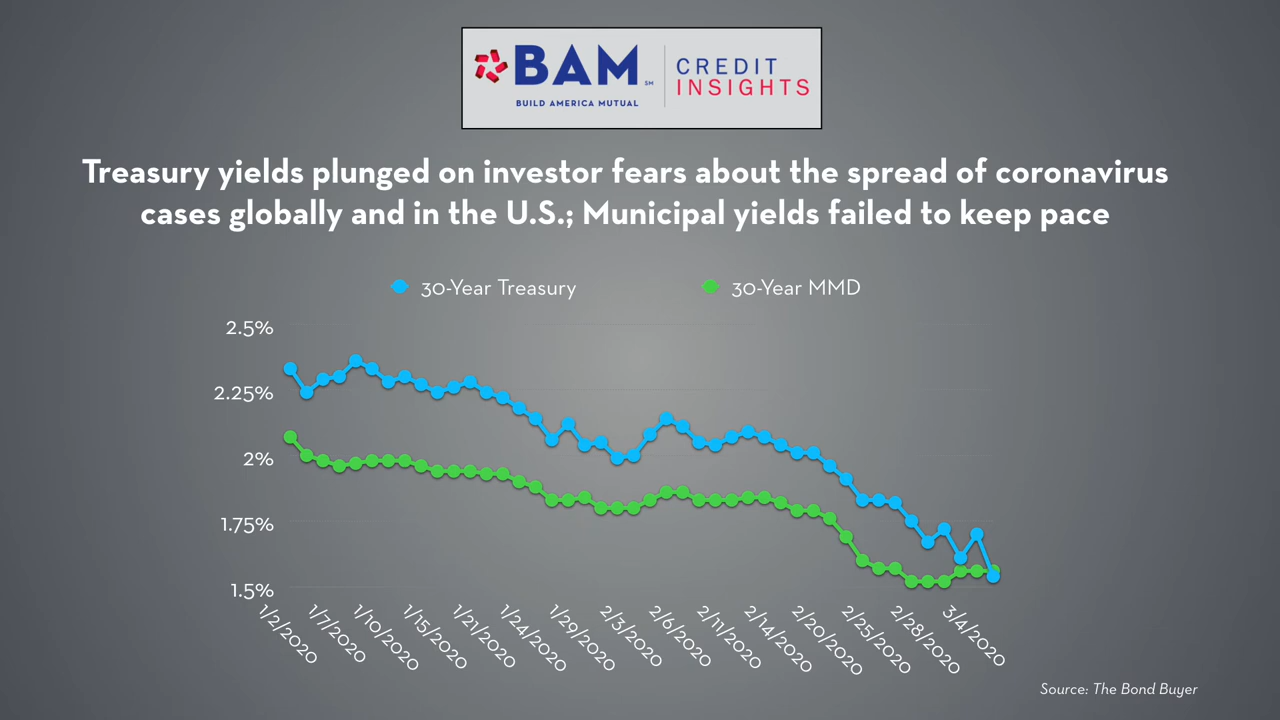 BAM SM
BUILD AMERICA MUTUAL
CREDIT
INSIGHTS
Treasury yields plunged on investor fears about the spread of coronavirus
cases globally and in the U.S.; Municipal yields failed to keep pace
30-Year Treasury
30-Year MMD
2.5%
2.25%
2%
1.75%
1.5%
1/2/2020
1/7/2020
1/10/2020
1/15/2020
1/21/2020
1/24/2020
1/29/2020
2/3/2020
2/6/2020
2/11/2020
2/14/2020
2/20/2020
2/25/2020
2/28/2020
3/4/2020
Source: The Bond Buyer